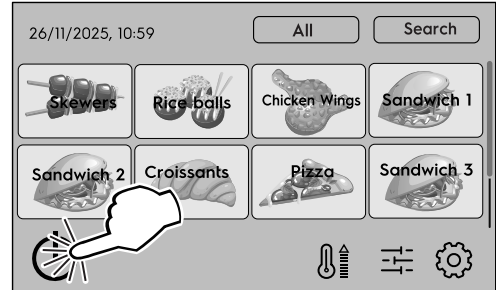 26/11/2025, 10:59 All Search
Skewers Rice balls Chicken Wings Sandwich 1
Sandwich 2 Croissants Pizza Sandwich 3